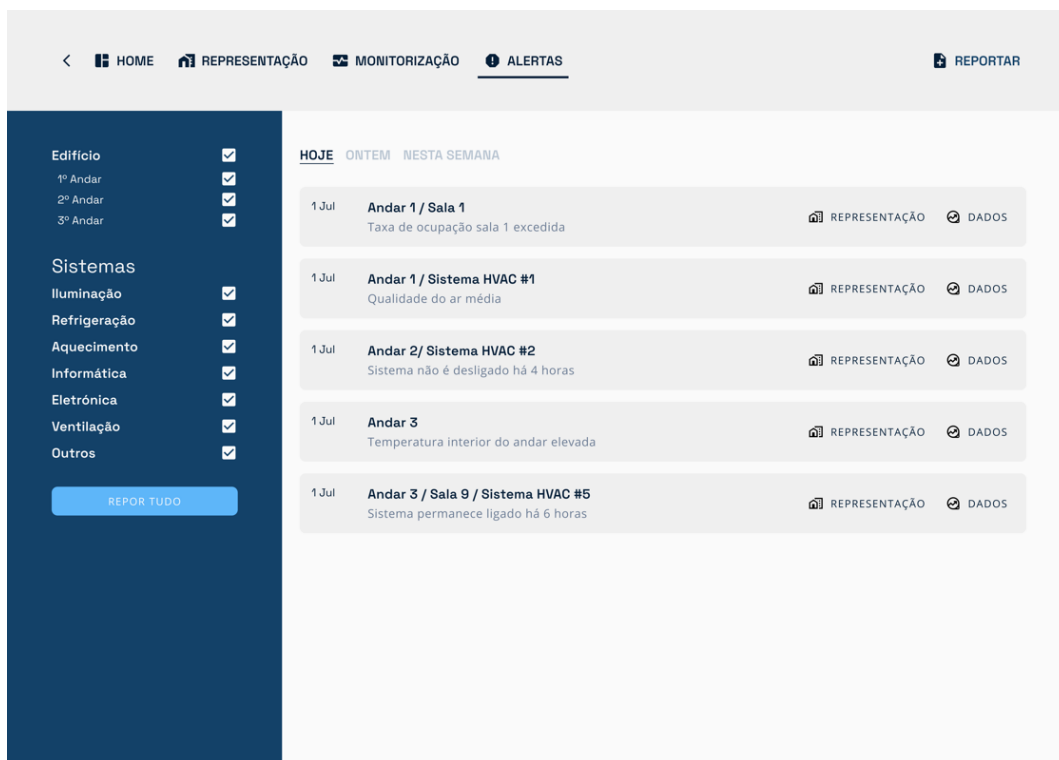 HOME REPRESENTAÇÃO MONITORIZAÇÃO ALERTAS REPORTAR
Edifício
1º Andar
2º Andar
3º Andar
Sistemas
Iluminação
Refrigeração
Aquecimento
Informática
Eletrónica
Ventilação
Outros
REPOR TUDO
HOJE ONTEM NESTA SEMANA
1 Jul Andar 1 / Sala 1
Taxa de ocupação sala 1 excedida
REPRESENTAÇÃO DADOS
1 Jul Andar 1 / Sistema HVAC #1
Qualidade do ar média
REPRESENTAÇÃO DADOS
1 Jul Andar 2/ Sistema HVAC #2
Sistema não é desligado há 4 horas
REPRESENTAÇÃO DADOS
1 Jul Andar 3
Temperatura interior do andar elevada
REPRESENTAÇÃO DADOS
1 Jul Andar 3 / Sala 9 / Sistema HVAC #5
Sistema permanece ligado há 6 horas
REPRESENTAÇÃO DADOS